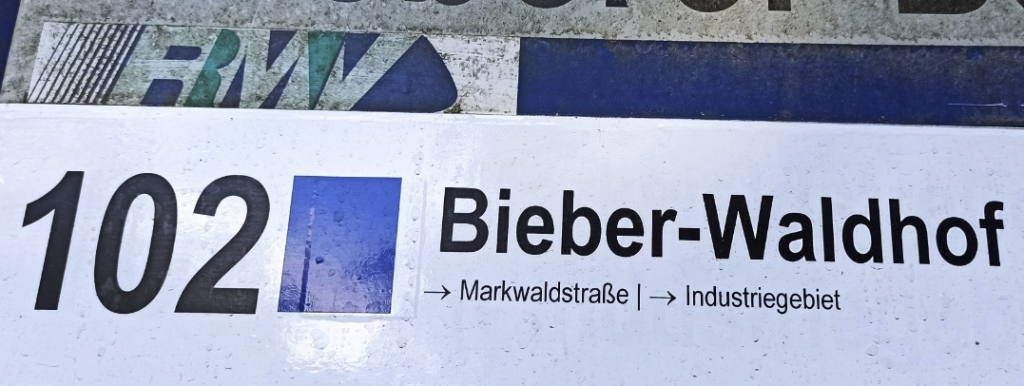 RMV
102 Bieber-Waldhof
→ Markwaldstraße | → Industriegebiet